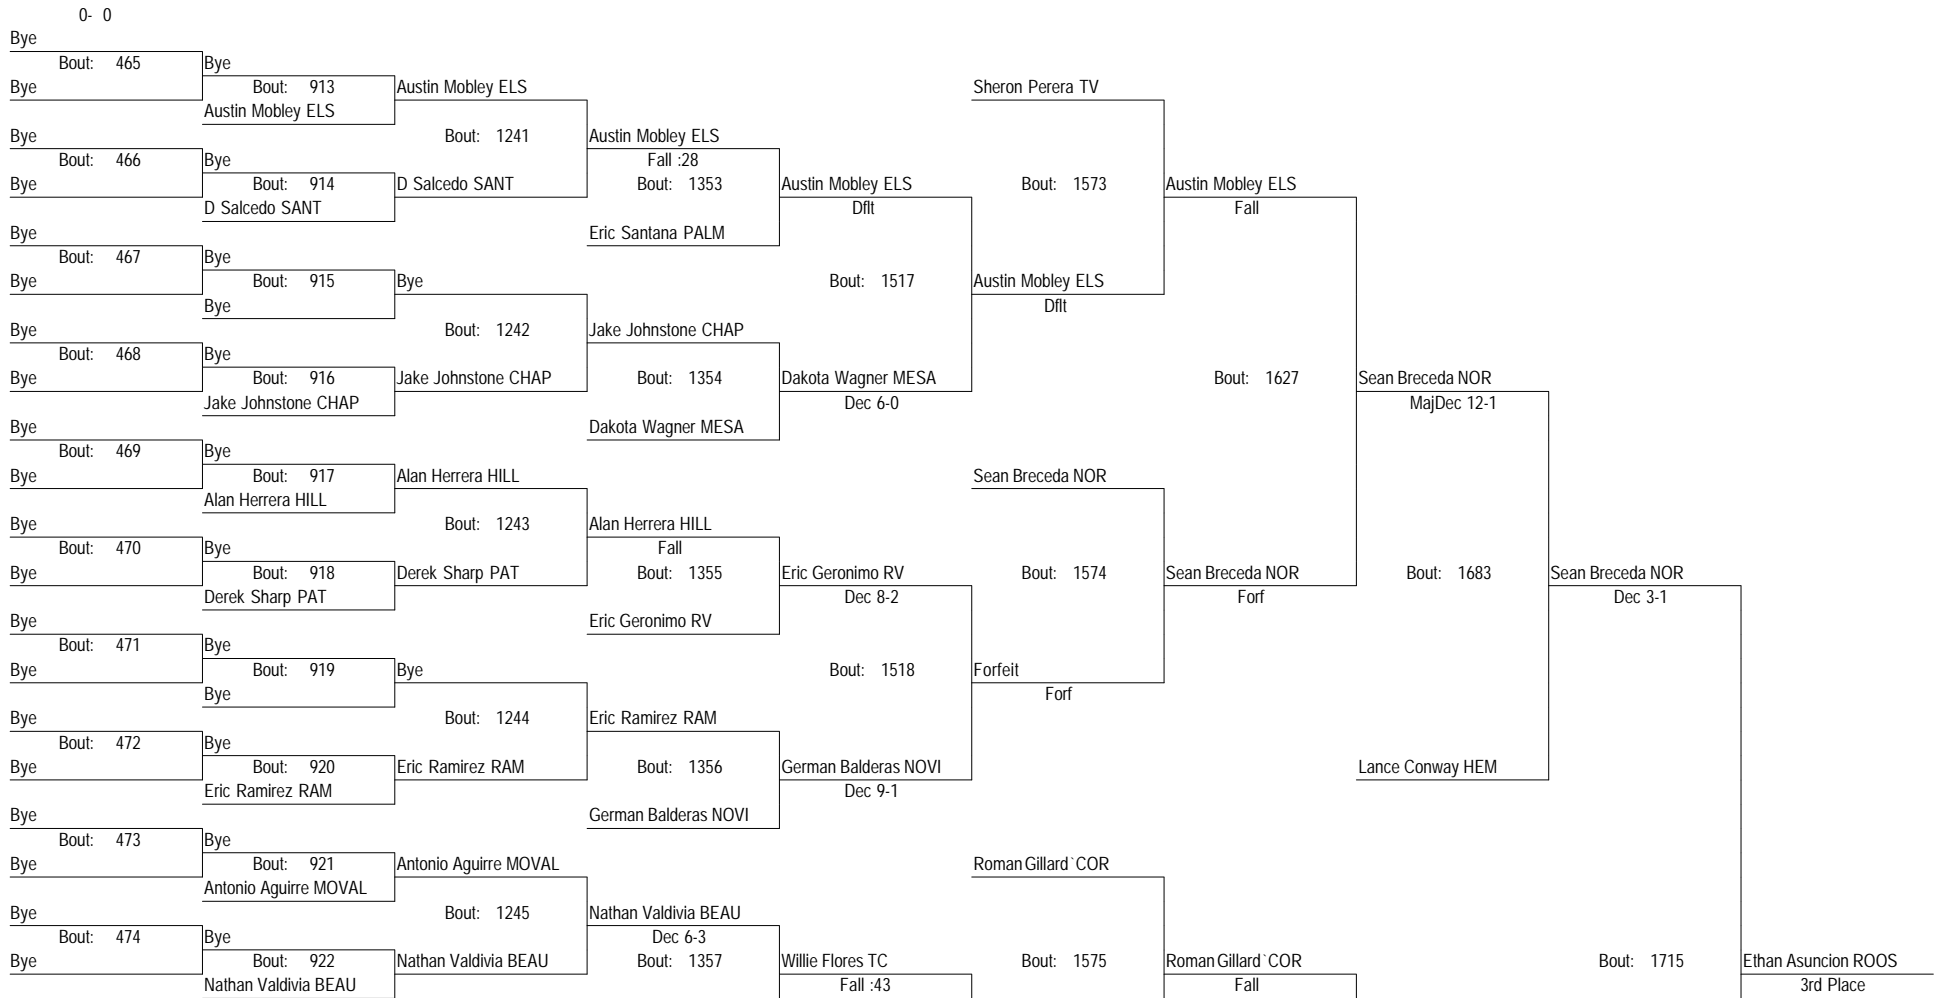 0- 0
Bye
Bout: 465 Bye
Bye Bout: 913 Austin Mobley ELS Sheron Perera TV
Austin Mobley ELS
Bye Bout: 1241 Austin Mobley ELS
Bout: 466 Bye Fall :28
Bye Bout: 914 D Salcedo SANT Bout: 1353 Austin Mobley ELS Bout: 1573 Austin Mobley ELS
D Salcedo SANT Dflt Fall
Bye Eric Santana PALM
Bout: 467 Bye
Bye Bout: 915 Bye Bout: 1517 Austin Mobley ELS
Bye Dflt
Bye Bout: 1242 Jake Johnstone CHAP
Bout: 468 Bye
Bye Bout: 916 Jake Johnstone CHAP Bout: 1354 Dakota Wagner MESA Bout: 1627 Sean Breceda NOR
Jake Johnstone CHAP Dec 6-0 MajDec 12-1
Bye Dakota Wagner MESA
Bout: 469 Bye
Bye Bout: 917 Alan Herrera HILL Sean Breceda NOR
Alan Herrera HILL
Bye Bout: 1243 Alan Herrera HILL
Bout: 470 Bye Fall
Bye Bout: 918 Derek Sharp PAT Bout: 1355 Eric Geronimo RV Bout: 1574 Sean Breceda NOR Bout: 1683 Sean Breceda NOR
Derek Sharp PAT Dec 8-2 Forf Dec 3-1
Bye Eric Geronimo RV
Bout: 471 Bye
Bye Bout: 919 Bye Bout: 1518 Forfeit
Bye Forf
Bye Bout: 1244 Eric Ramirez RAM
Bout: 472 Bye
Bye Bout: 920 Eric Ramirez RAM Bout: 1356 German Balderas NOVI Lance Conway HEM
Eric Ramirez RAM Dec 9-1
Bye German Balderas NOVI
Bout: 473 Bye
Bye Bout: 921 Antonio Aguirre MOVAL Roman Gillard `COR
Antonio Aguirre MOVAL
Bye Bout: 1245 Nathan Valdivia BEAU
Bout: 474 Bye Dec 6-3
Bye Bout: 922 Nathan Valdivia BEAU Bout: 1357 Willie Flores TC Bout: 1575 Roman Gillard `COR Bout: 1715 Ethan Asuncion ROOS
Nathan Valdivia BEAU Fall :43 Fall 3rd Place